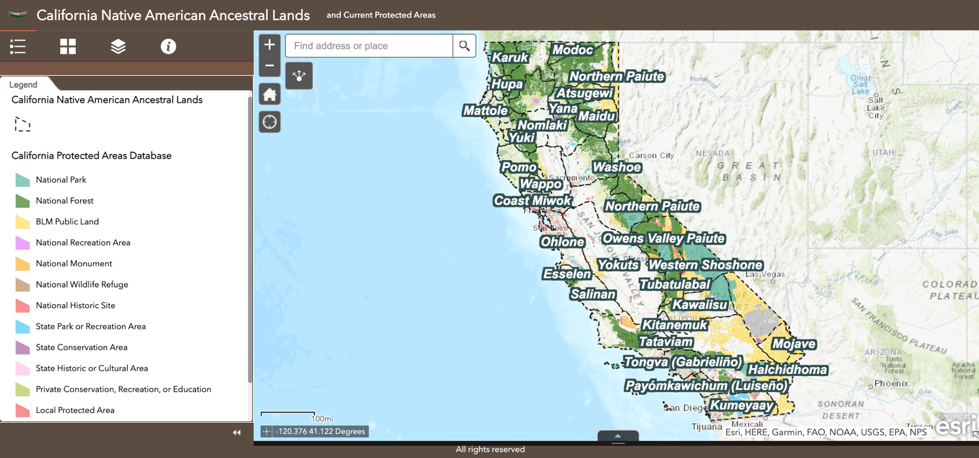 California Native American Ancestral Lands and Current Protected Areas
Legend
California Native American Ancestral Lands
California Protected Areas Database
National Park
National Forest
BLM Public Land
National Recreation Area
National Monument
National Wildlife Refuge
National Historic Site
State Park or Recreation Area
State Conservation Area
State Historic or Cultural Area
Private Conservation, Recreation, or Education
Local Protected Area
+
−
Find address or place
Karuk
Modoc
Northern Paiute
Hupa
Atsugewi
Mattole
Yana
Maidu
Nomlaki
Yuki
Great
Salt
Lake
Salt
Lake
City
Carson City
NEVADA
UTAH
GREAT
BASIN
Pomo
Washoe
Sacramento
Wappo
Coast Miwok
Northern Paiute
Ohlone
Owens Valley Paiute
Yokuts
Western Shoshone
Las Vegas
Esselen
Tubatulabal
Salinan
Kawaiisu
COLORADO
PLATEAU
Kitanemuk
Tataviam
Mojave
SAN FRANCISCO PLATEAU
ARIZONA
Tongva (Gabrieliño)
Halchidhoma
Phoenix
Payómkawichum (Luiseño)
Kumeyaay
San Diego
Tijuana
SONORAN
DESERT
100mi
-120.376 41.122 Degrees
Esri, HERE, Garmin, FAO, NOAA, USGS, EPA, NPS
esri
All rights reserved